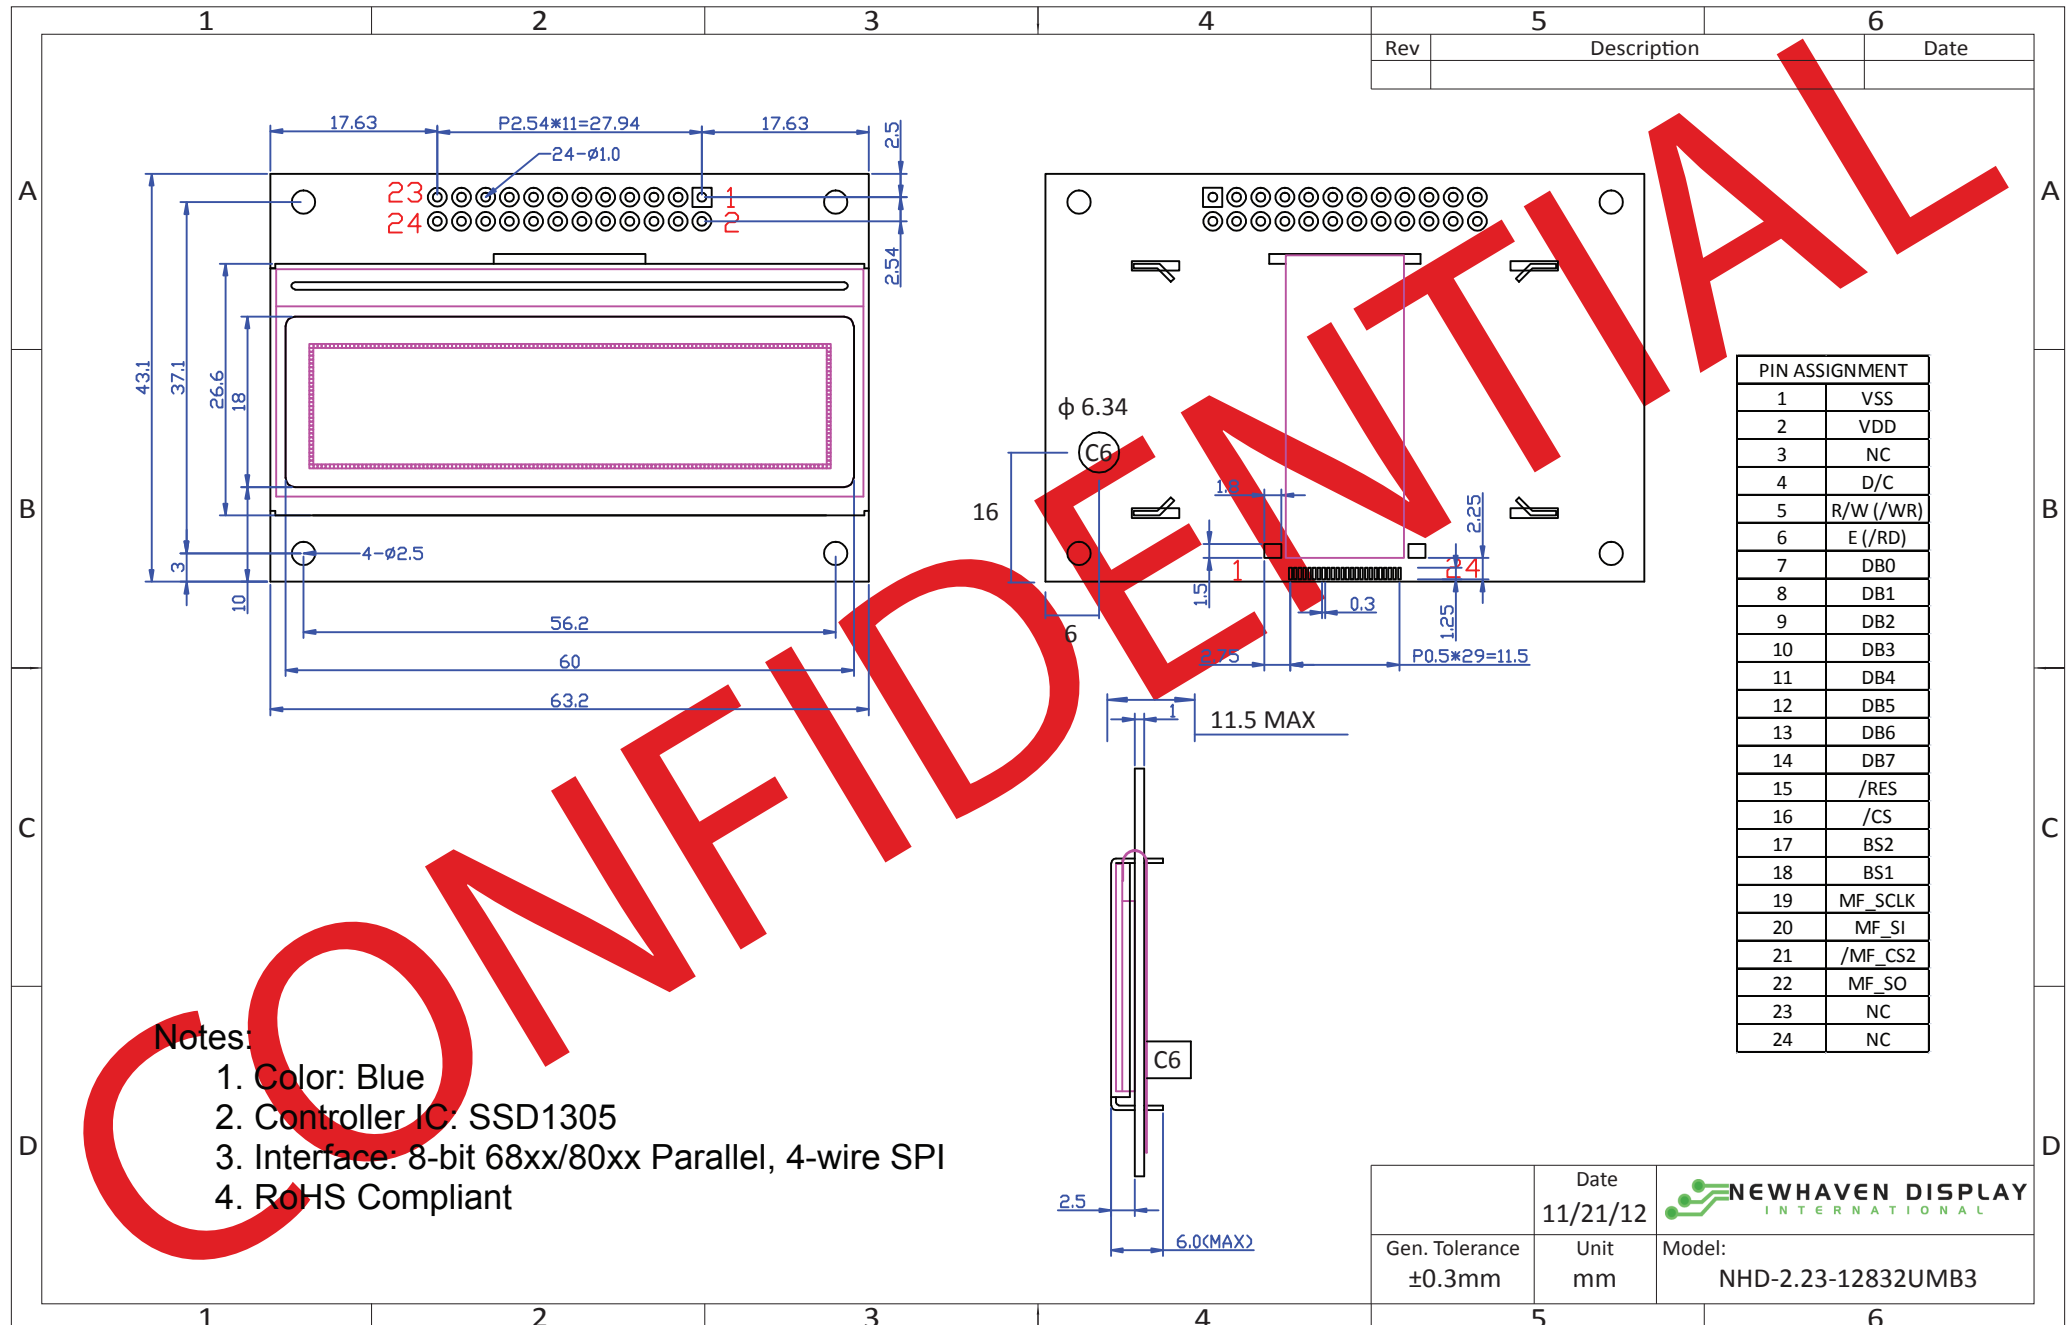 1 2 3 4 5 6
Rev Description Date
A
A
B
B
C
C
D
D
17.63
P2.54*11=27.94
17.63
2.5
24-ø1.0
23
24
1
2
2.54
43.1
37.1
26.6
18
3
10
4-ø2.5
56.2
60
63.2
ϕ 6.34
C6
16
6
1.8
1.5
1
24
2.25
1.25
0.3
2.75
P0.5*29=11.5
1
11.5 MAX
C6
2.5
6.0(MAX)
CONFIDENTIAL
PIN ASSIGNMENT
1 VSS
2 VDD
3 NC
4 D/C
5 R/W (/WR)
6 E (/RD)
7 DB0
8 DB1
9 DB2
10 DB3
11 DB4
12 DB5
13 DB6
14 DB7
15 /RES
16 /CS
17 BS2
18 BS1
19 MF_SCLK
20 MF_SI
21 /MF_CS2
22 MF_SO
23 NC
24 NC
Notes:
1. Color: Blue
2. Controller IC: SSD1305
3. Interface: 8-bit 68xx/80xx Parallel, 4-wire SPI
4. RoHS Compliant
Date
11/21/12
NEWHAVEN DISPLAY
INTERNATIONAL
Gen. Tolerance
±0.3mm
Unit
mm
Model:
NHD-2.23-12832UMB3
1 2 3 4 5 6